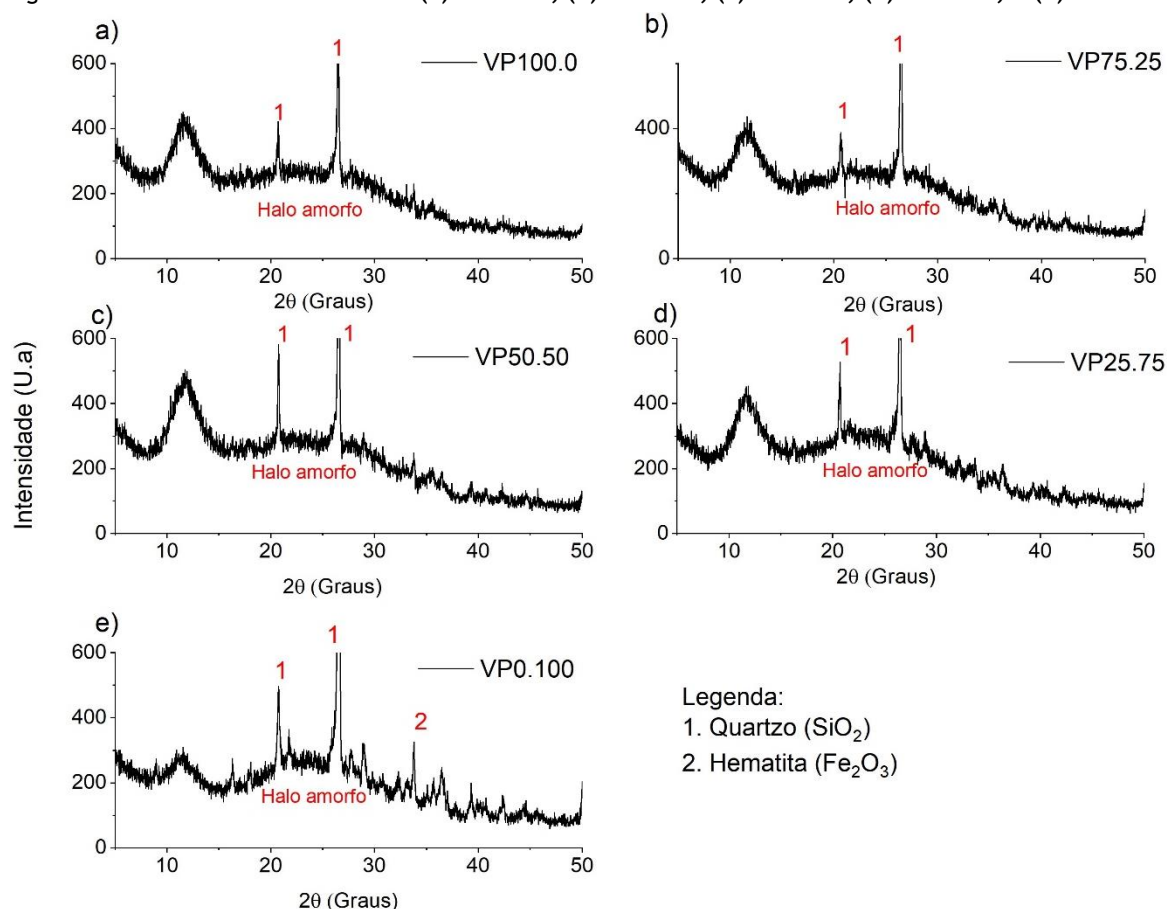 a)
1
1
VP100.0
600
400
200
0
Halo amorfo
10 20 30 40 50
2θ (Graus)
b)
1
1
VP75.25
400
200
0
Halo amorfo
10 20 30 40 50
2θ (Graus)
Intensidade (U.a)
c)
1
1
VP50.50
600
400
200
0
Halo amorfo
10 20 30 40 50
2θ (Graus)
d)
1
1
VP25.75
600
400
200
0
Halo amorfo
10 20 30 40 50
2θ (Graus)
e)
1
1
2
VP0.100
600
400
200
0
Halo amorfo
10 20 30 40 50
2θ (Graus)
Legenda:
1. Quartzo (SiO₂)
2. Hematita (Fe₂O₃)